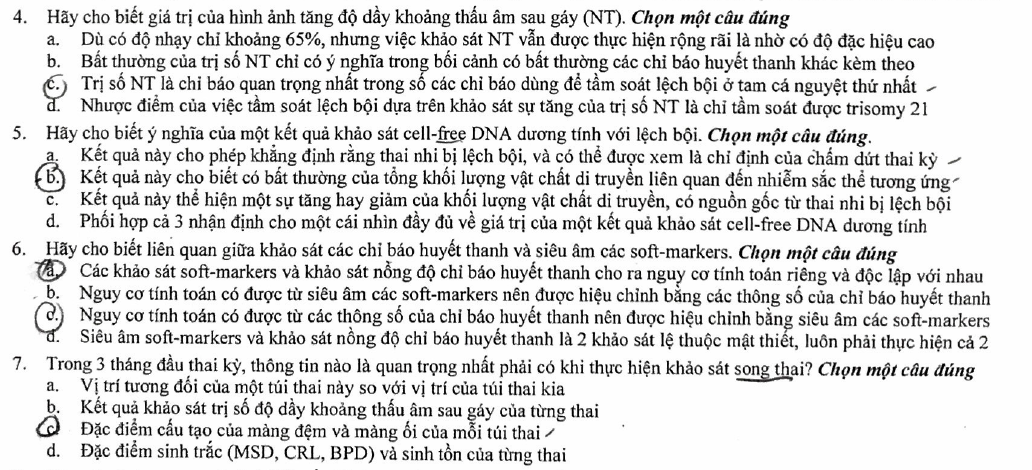 4. Hãy cho biết giá trị của hình ảnh tăng độ dầy khoảng thấu âm sau gáy (NT). Chọn một câu đúng
a. Dù có độ nhạy chỉ khoảng 65%, nhưng việc khảo sát NT vẫn được thực hiện rộng rãi là nhờ có độ đặc hiệu cao
b. Bất thường của trị số NT chỉ có ý nghĩa trong bối cảnh có bất thường các chỉ báo huyết thanh khác kèm theo
c. Trị số NT là chỉ báo quan trọng nhất trong số các chỉ báo dùng để tầm soát lệch bội ở tam cá nguyệt thứ nhất
d. Nhược điểm của việc tầm soát lệch bội dựa trên khảo sát sự tăng của trị số NT là chỉ tầm soát được trisomy 21
5. Hãy cho biết ý nghĩa của một kết quả khảo sát cell-free DNA dương tính với lệch bội. Chọn một câu đúng.
a. Kết quả này cho phép khẳng định rằng thai nhi bị lệch bội, và có thể được xem là chỉ định của chấm dứt thai kỳ
b. Kết quả này cho biết có bất thường của tổng khối lượng vật chất di truyền liên quan đến nhiễm sắc thể tương ứng
c. Kết quả này thể hiện một sự tăng hay giảm của khối lượng vật chất di truyền, có nguồn gốc từ thai nhi bị lệch bội
d. Phối hợp cả 3 nhận định cho một cái nhìn đầy đủ về giá trị của một kết quả khảo sát cell-free DNA dương tính
6. Hãy cho biết liên quan giữa khảo sát các chỉ báo huyết thanh và siêu âm các soft-markers. Chọn một câu đúng
a. Các khảo sát soft-markers và khảo sát nồng độ chỉ báo huyết thanh cho ra nguy cơ tính toán riêng và độc lập với nhau
b. Nguy cơ tính toán có được từ siêu âm các soft-markers nên được hiệu chỉnh bằng các thông số của chỉ báo huyết thanh
c. Nguy cơ tính toán có được từ các thông số của chỉ báo huyết thanh nên được hiệu chỉnh bằng siêu âm các soft-markers
d. Siêu âm soft-markers và khảo sát nồng độ chỉ báo huyết thanh là 2 khảo sát lệ thuộc mật thiết, luôn phải thực hiện cả 2
7. Trong 3 tháng đầu thai kỳ, thông tin nào là quan trọng nhất phải có khi thực hiện khảo sát song thai? Chọn một câu đúng
a. Vị trí tương đối của một túi thai này so với vị trí của túi thai kia
b. Kết quả khảo sát trị số độ dầy khoảng thấu âm sau gáy của từng thai
c. Đặc điểm cấu tạo của màng đệm và màng ối của mỗi túi thai
d. Đặc điểm sinh trắc (MSD, CRL, BPD) và sinh tồn của từng thai